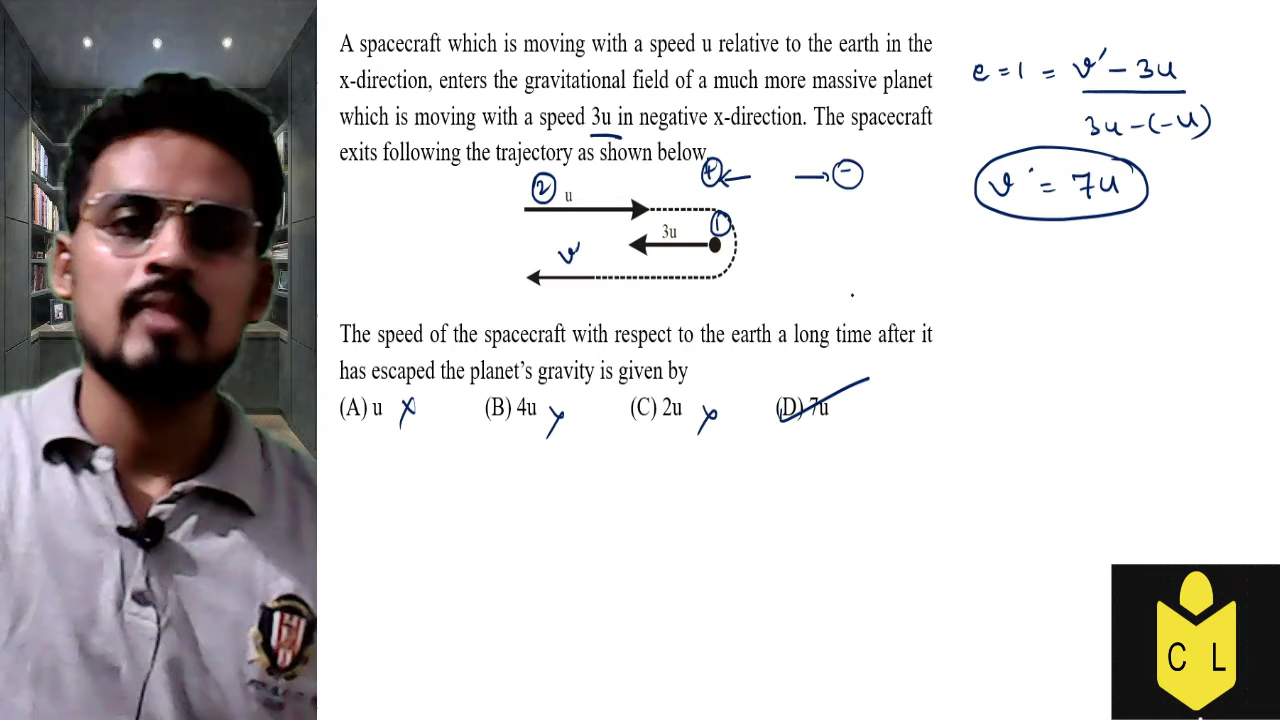 A spacecraft which is moving with a speed u relative to the earth in the
x-direction, enters the gravitational field of a much more massive planet
which is moving with a speed 3u in negative x-direction. The spacecraft
exits following the trajectory as shown below.
+ -
2 u
1
3u
v
The speed of the spacecraft with respect to the earth a long time after it
has escaped the planet's gravity is given by
(A) u (B) 4u (C) 2u (D) 7u
e = 1 = v' - 3u
3u - (-u)
v' = 7u
C L